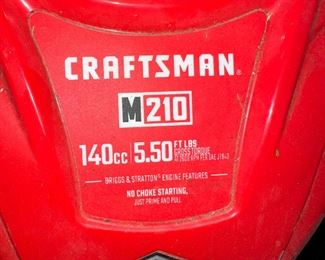 CRAFTSMAN®
M210
140cc 5.50 FT LBS
GROSS TORQUE
BRIGGS & STRATTON® ENGINE FEATURES
NO CHOKE STARTING,
JUST PRIME AND PULL